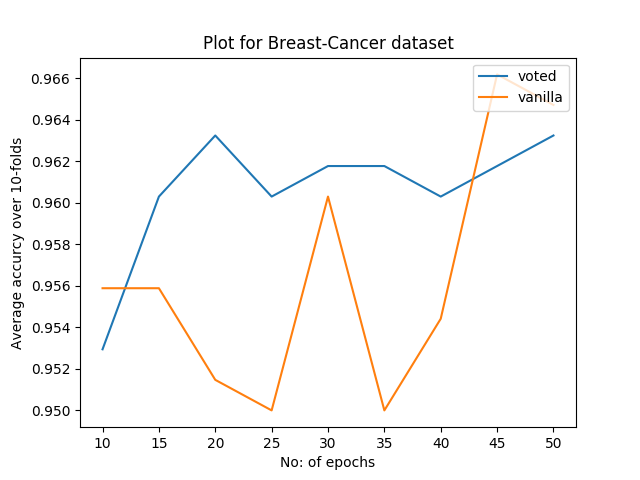 Plot for Breast-Cancer dataset
voted
vanilla
Average accurcy over 10-folds
0.966
0.964
0.962
0.960
0.958
0.956
0.954
0.952
0.950
10 15 20 25 30 35 40 45 50
No: of epochs